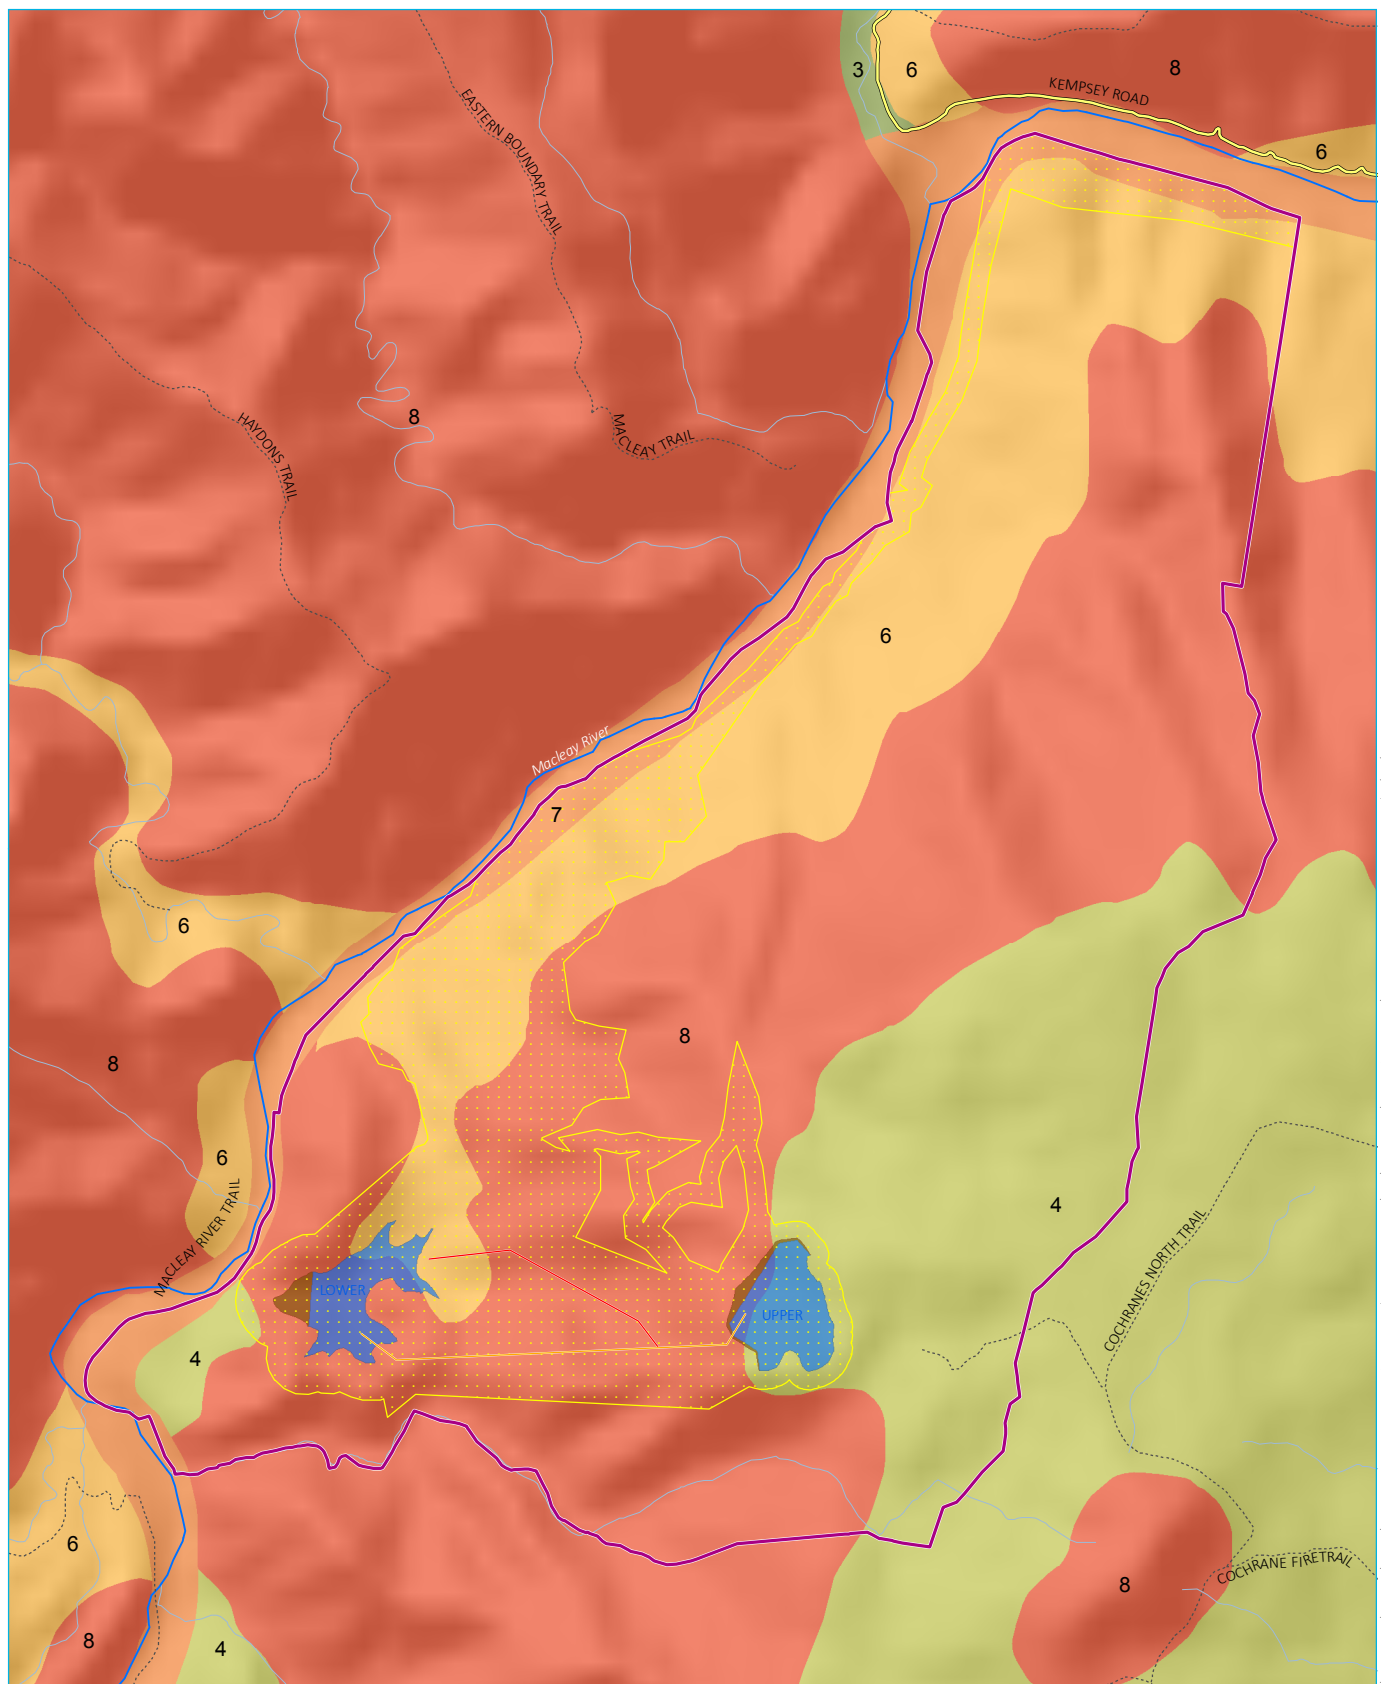 3
6
8
KEMPSEY ROAD
6
EASTERN BOUNDARY TRAIL
8
HAYDONS TRAIL
MACLEAY TRAIL
6
Macleay River
7
6
8
8
6
MACLEAY RIVER TRAIL
4
COCHRANES NORTH TRAIL
LOWER
UPPER
4
6
COCHRANE FIRETRAIL
8
8
4